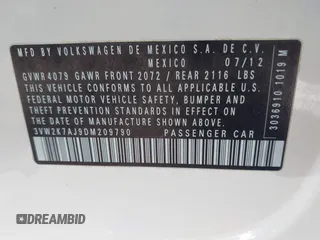 MFD BY VOLKSWAGEN DE MEXICO S.A. DE C.V.
MEXICO 07/12
GVWR 4079 GAWR FRONT 2072 / REAR 2116 LBS
THIS VEHICLE CONFORMS TO ALL APPLICABLE U.S.
FEDERAL MOTOR VEHICLE SAFETY, BUMPER AND
THEFT PREVENTION STANDARDS IN EFFECT ON
THE DATE OF MANUFACTURE SHOWN ABOVE
3VW2K7AJ9DM209790 PASSENGER CAR
3036910 1019 M
DREAMBID